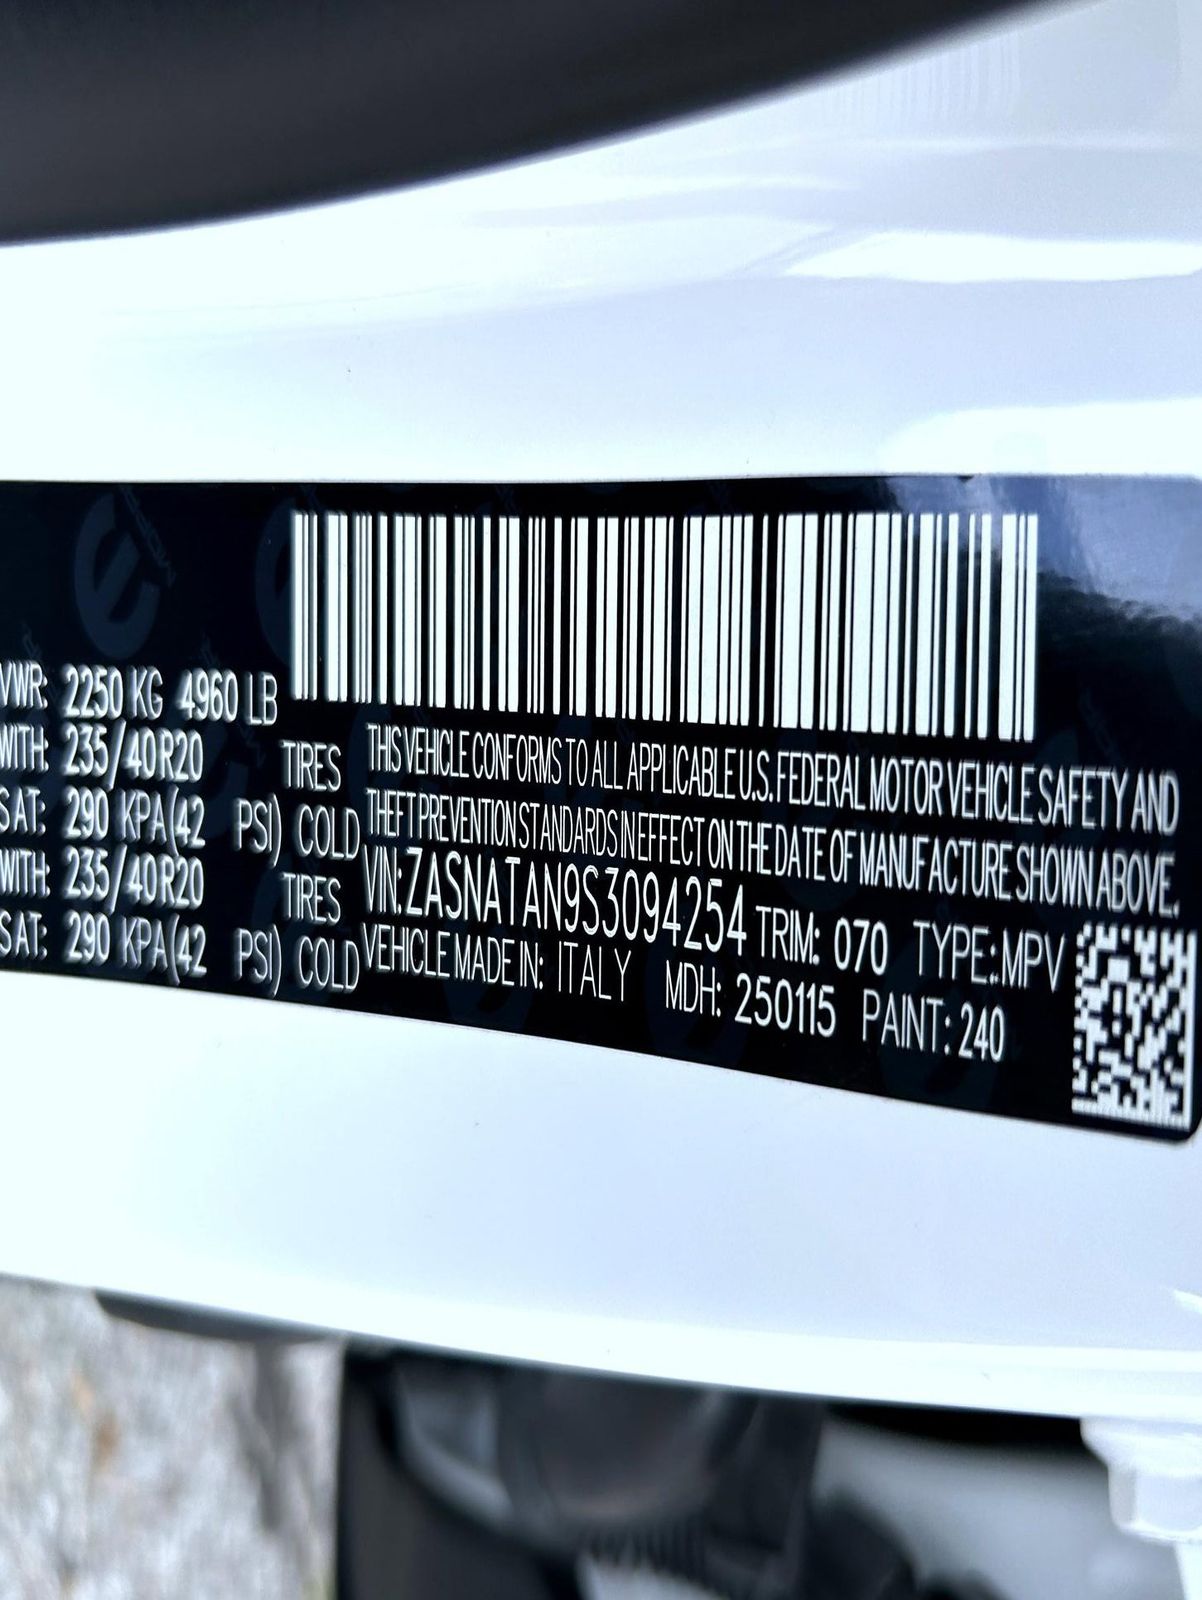 VWR: 2250 KG 4960 LB
WITH: 235/40R20 TIRES
SAT: 290 KPA(42 PSI) COLD
WITH: 235/40R20 TIRES
SAT: 290 KPA(42 PSI) COLD
THIS VEHICLE CONFORMS TO ALL APPLICABLE U.S. FEDERAL MOTOR VEHICLE SAFETY AND
THEFT PREVENTION STANDARDS IN EFFECT ON THE DATE OF MANUFACTURE SHOWN ABOVE.
VIN: ZASNATAN9S3094254 TRIM: 070 TYPE: MPV
VEHICLE MADE IN: ITALY MDH: 250115 PAINT: 240